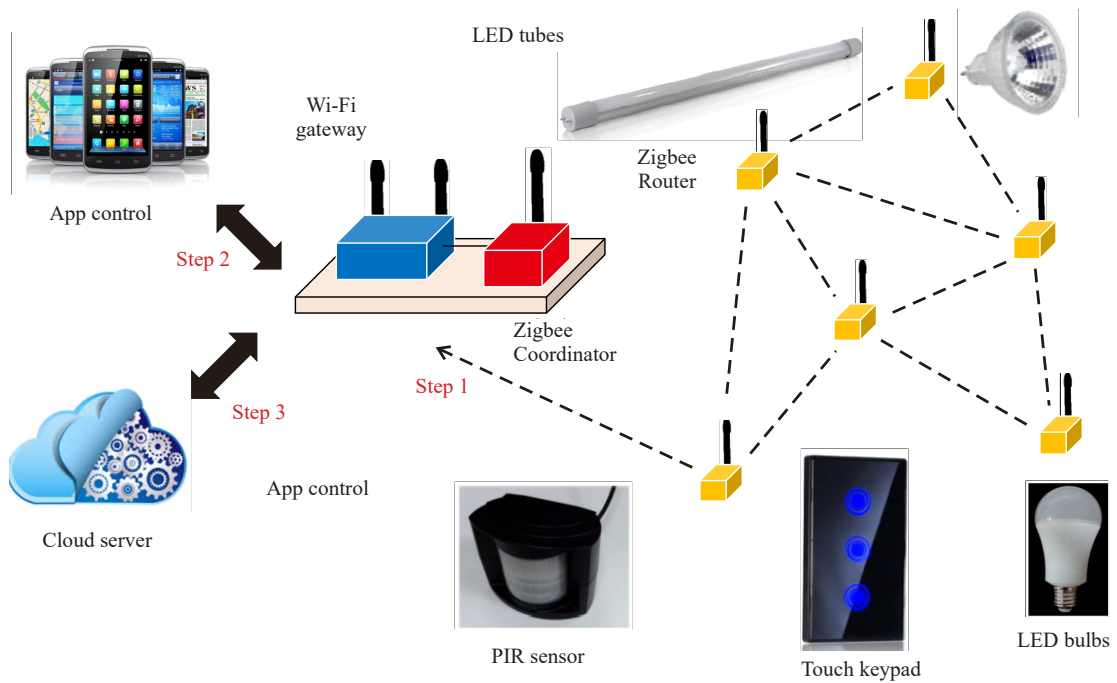 LED tubes
Wi-Fi
gateway
Zigbee
Router
App control
Step 2
Zigbee
Coordinator
Step 1
Step 3
App control
Cloud server
PIR sensor
Touch keypad
LED bulbs